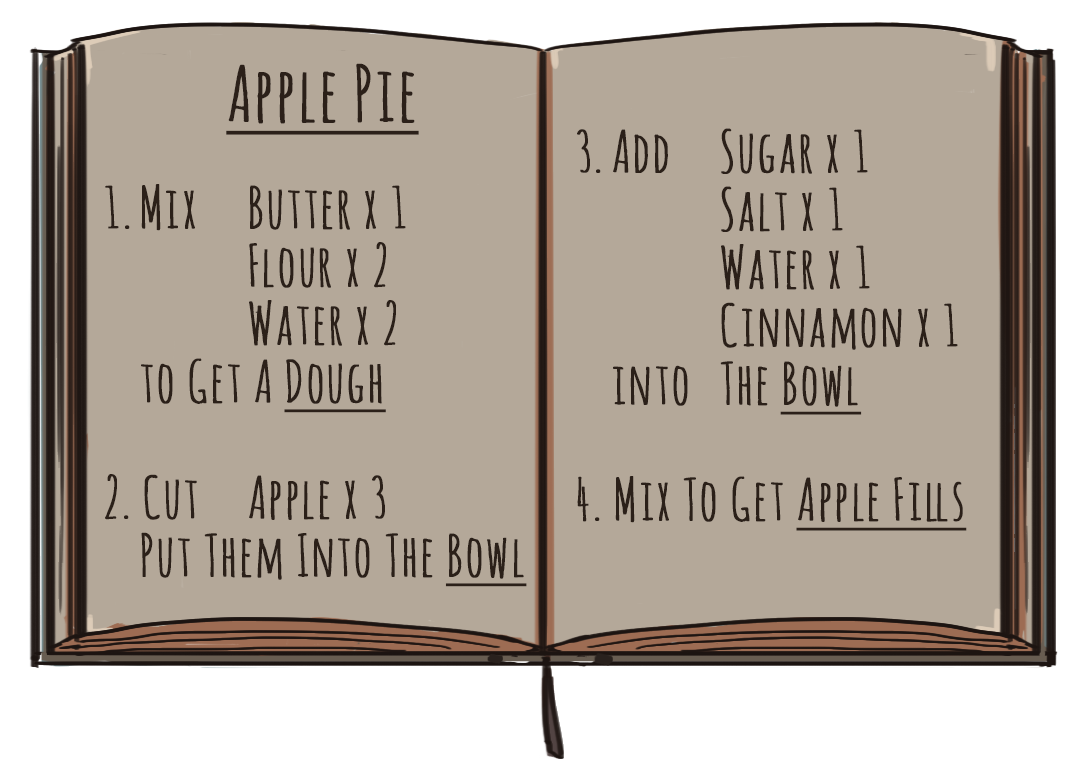 Apple Pie
1. Mix Butter x 1
Flour x 2
Water x 2
to Get A Dough
2. Cut Apple x 3
Put Them Into The Bowl
3. Add Sugar x 1
Salt x 1
Water x 1
Cinnamon x 1
into The Bowl
4. Mix To Get Apple Fills